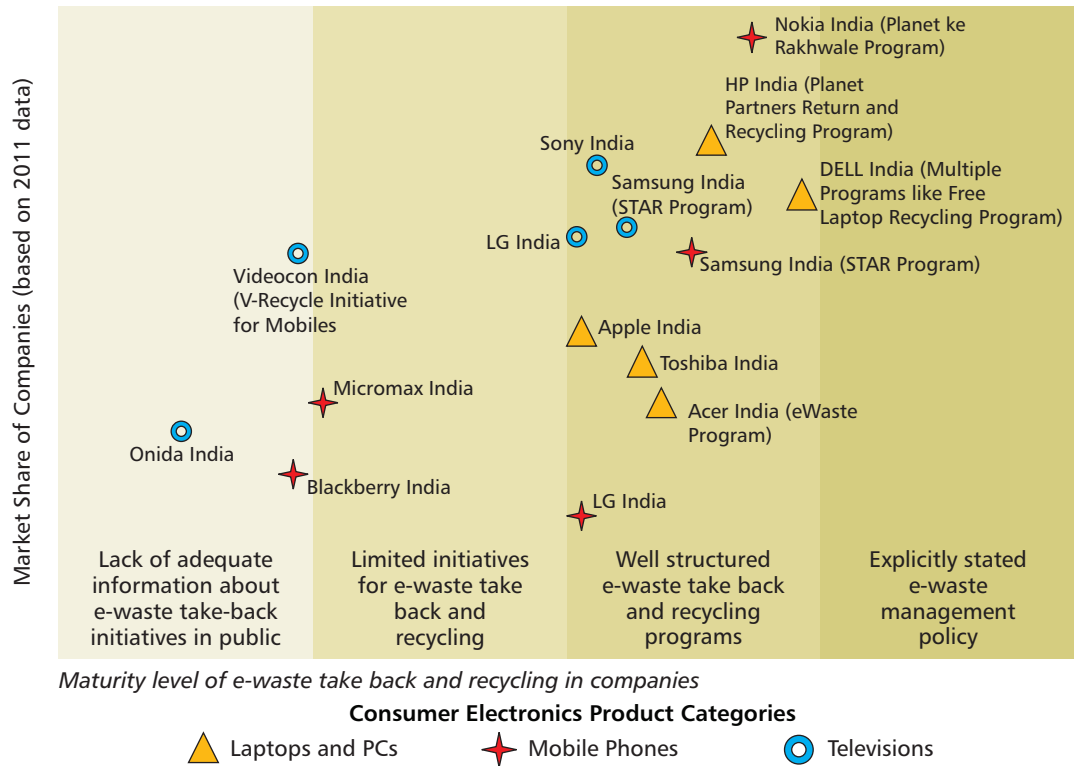 Market Share of Companies (based on 2011 data)
Nokia India (Planet ke
Rakhwale Program)
HP India (Planet
Partners Return and
Recycling Program)
Sony India
DELL India (Multiple
Programs like Free
Laptop Recycling Program)
Samsung India
(STAR Program)
LG India
Samsung India (STAR Program)
Videocon India
(V-Recycle Initiative
for Mobiles
Apple India
Toshiba India
Micromax India
Acer India (eWaste
Program)
Onida India
Blackberry India
LG India
Lack of adequate
information about
e-waste take-back
initiatives in public
Limited initiatives
for e-waste take
back and
recycling
Well structured
e-waste take back
and recycling
programs
Explicitly stated
e-waste
management
policy
Maturity level of e-waste take back and recycling in companies
Consumer Electronics Product Categories
Laptops and PCs
Mobile Phones
Televisions